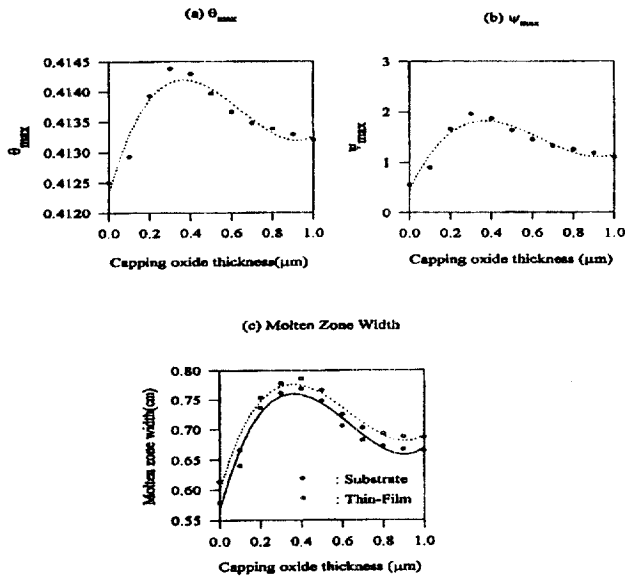 (a) θmax
0.4145
0.4140
0.4135
0.4130
0.4125
0.4120
θmax
0.0 0.2 0.4 0.6 0.8 1.0
Capping oxide thickness(μm)
(b) ψmax
3
2
1
0
Ψmax
0.0 0.2 0.4 0.6 0.8 1.0
Capping oxide thickness (μm)
(c) Molten Zone Width
0.80
0.75
0.70
0.65
0.60
0.55
Molten zone width(cm)
: Substrate
: Thin-Film
0.0 0.2 0.4 0.6 0.8 1.0
Capping oxide thickness (μm)